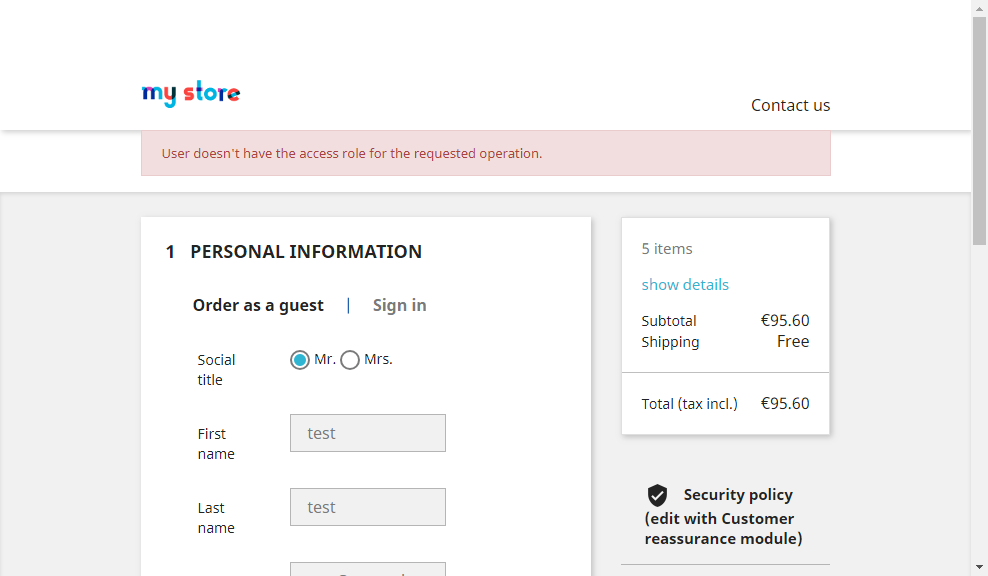 my store
Contact us
User doesn't have the access role for the requested operation.
1 PERSONAL INFORMATION
Order as a guest | Sign in
Social title
Mr. Mrs.
First name
test
Last name
test
5 items
show details
Subtotal €95.60
Shipping Free
Total (tax incl.) €95.60
Security policy
(edit with Customer
reassurance module)